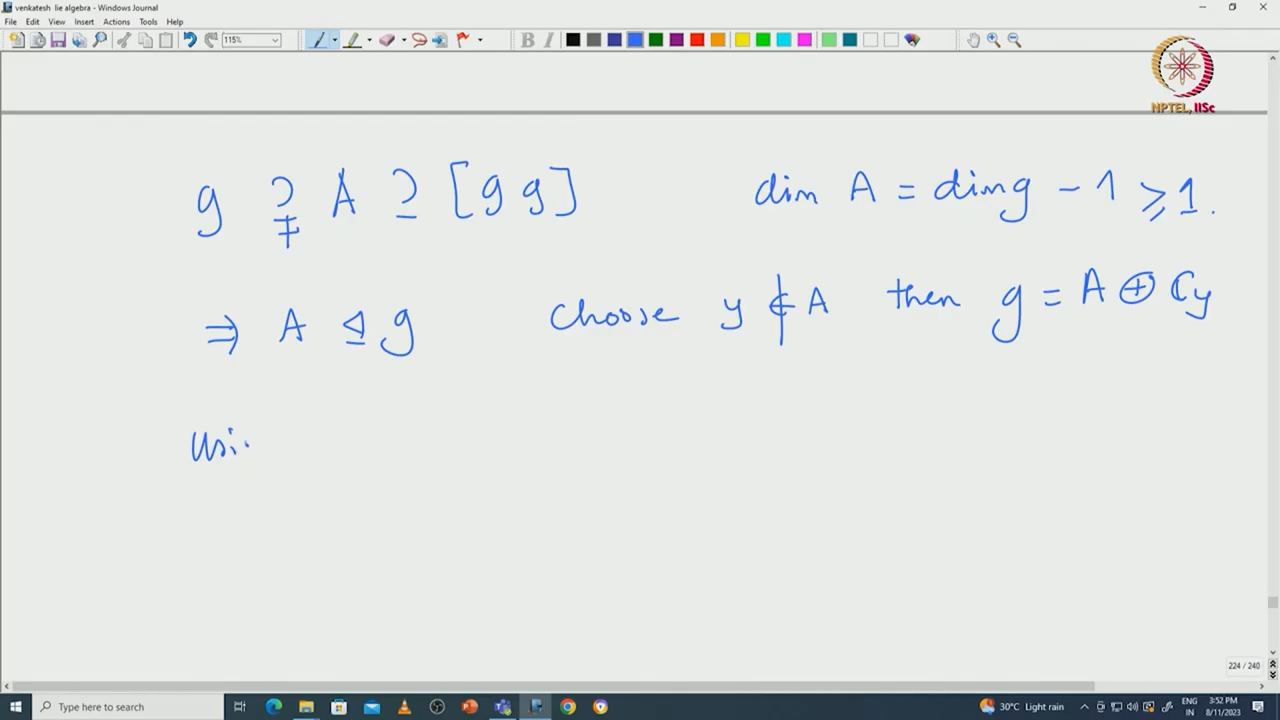 venkatesh lie algebra - Windows Journal
File Edit View Insert Actions Tools Help
115%
B I
NPTEL, IISc
g ⊋ A ⊇ [g g] dim A = dim g - 1 ⩾ 1.
⇒ A ⊴ g choose y ∉ A then g = A ⊕ ℂy
Usi
224 / 240
Type here to search
30°C Light rain
ENG
IN
3:52 PM
8/11/2023